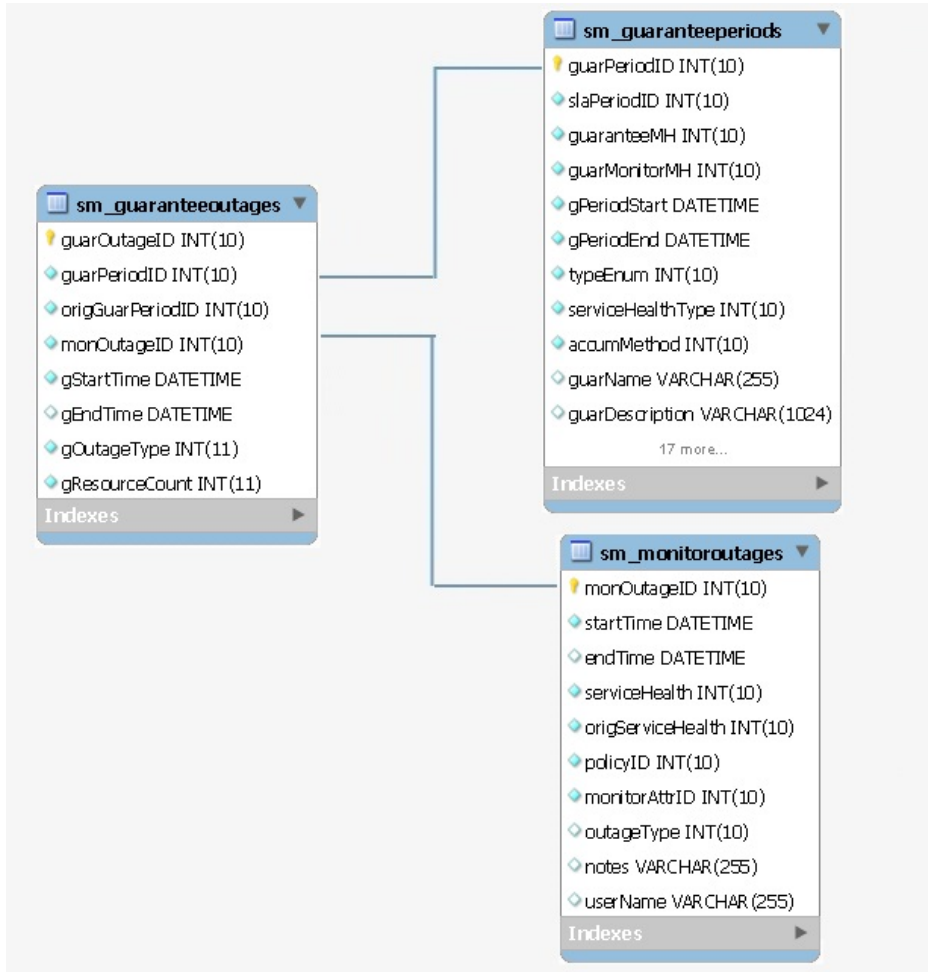 sm_guaranteeperiods
guarPeriodID INT(10)
slaPeriodID INT(10)
guaranteeMH INT(10)
guarMonitorMH INT(10)
gPeriodStart DATETIME
gPeriodEnd DATETIME
typeEnum INT(10)
serviceHealthType INT(10)
accumMethod INT(10)
guarName VARCHAR(255)
guarDescription VARCHAR(1024)
17 more...
Indexes
sm_guaranteeoutages
guarOutageID INT(10)
guarPeriodID INT(10)
origGuarPeriodID INT(10)
monOutageID INT(10)
gStartTime DATETIME
gEndTime DATETIME
gOutageType INT(11)
gResourceCount INT(11)
Indexes
sm_monitoroutages
monOutageID INT(10)
startTime DATETIME
endTime DATETIME
serviceHealth INT(10)
origServiceHealth INT(10)
policyID INT(10)
monitorAttrID INT(10)
outageType INT(10)
notes VARCHAR(255)
userName VARCHAR(255)
Indexes